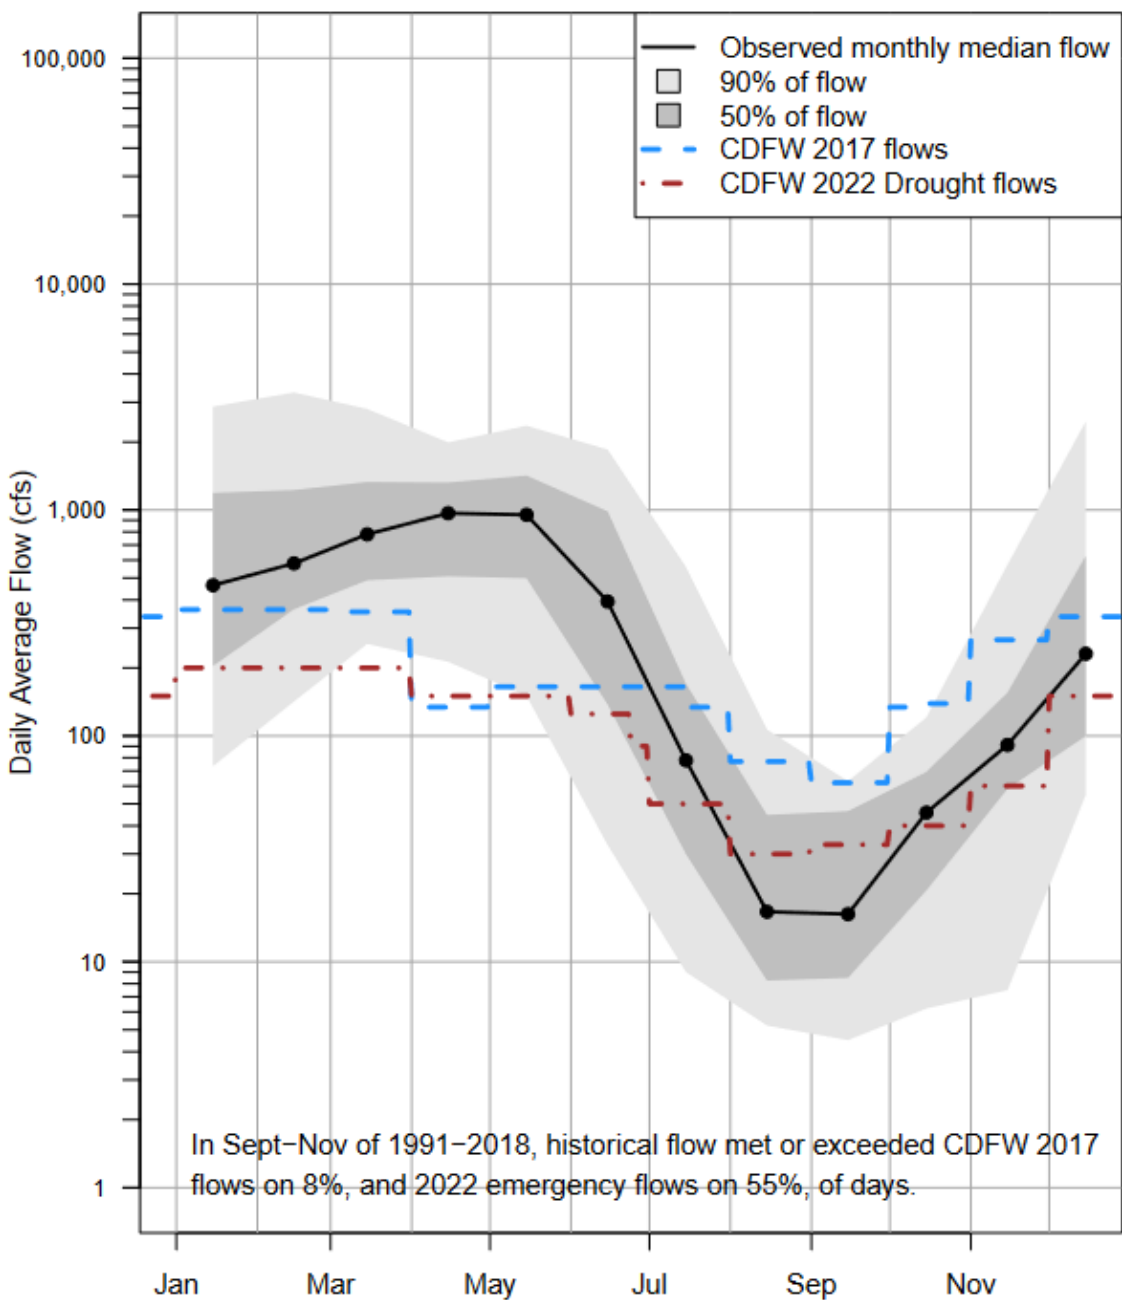 Observed monthly median flow
90% of flow
50% of flow
CDFW 2017 flows
CDFW 2022 Drought flows
100,000
10,000
1,000
100
10
1
Daily Average Flow (cfs)
In Sept−Nov of 1991−2018, historical flow met or exceeded CDFW 2017
flows on 8%, and 2022 emergency flows on 55%, of days.
Jan Mar May Jul Sep Nov